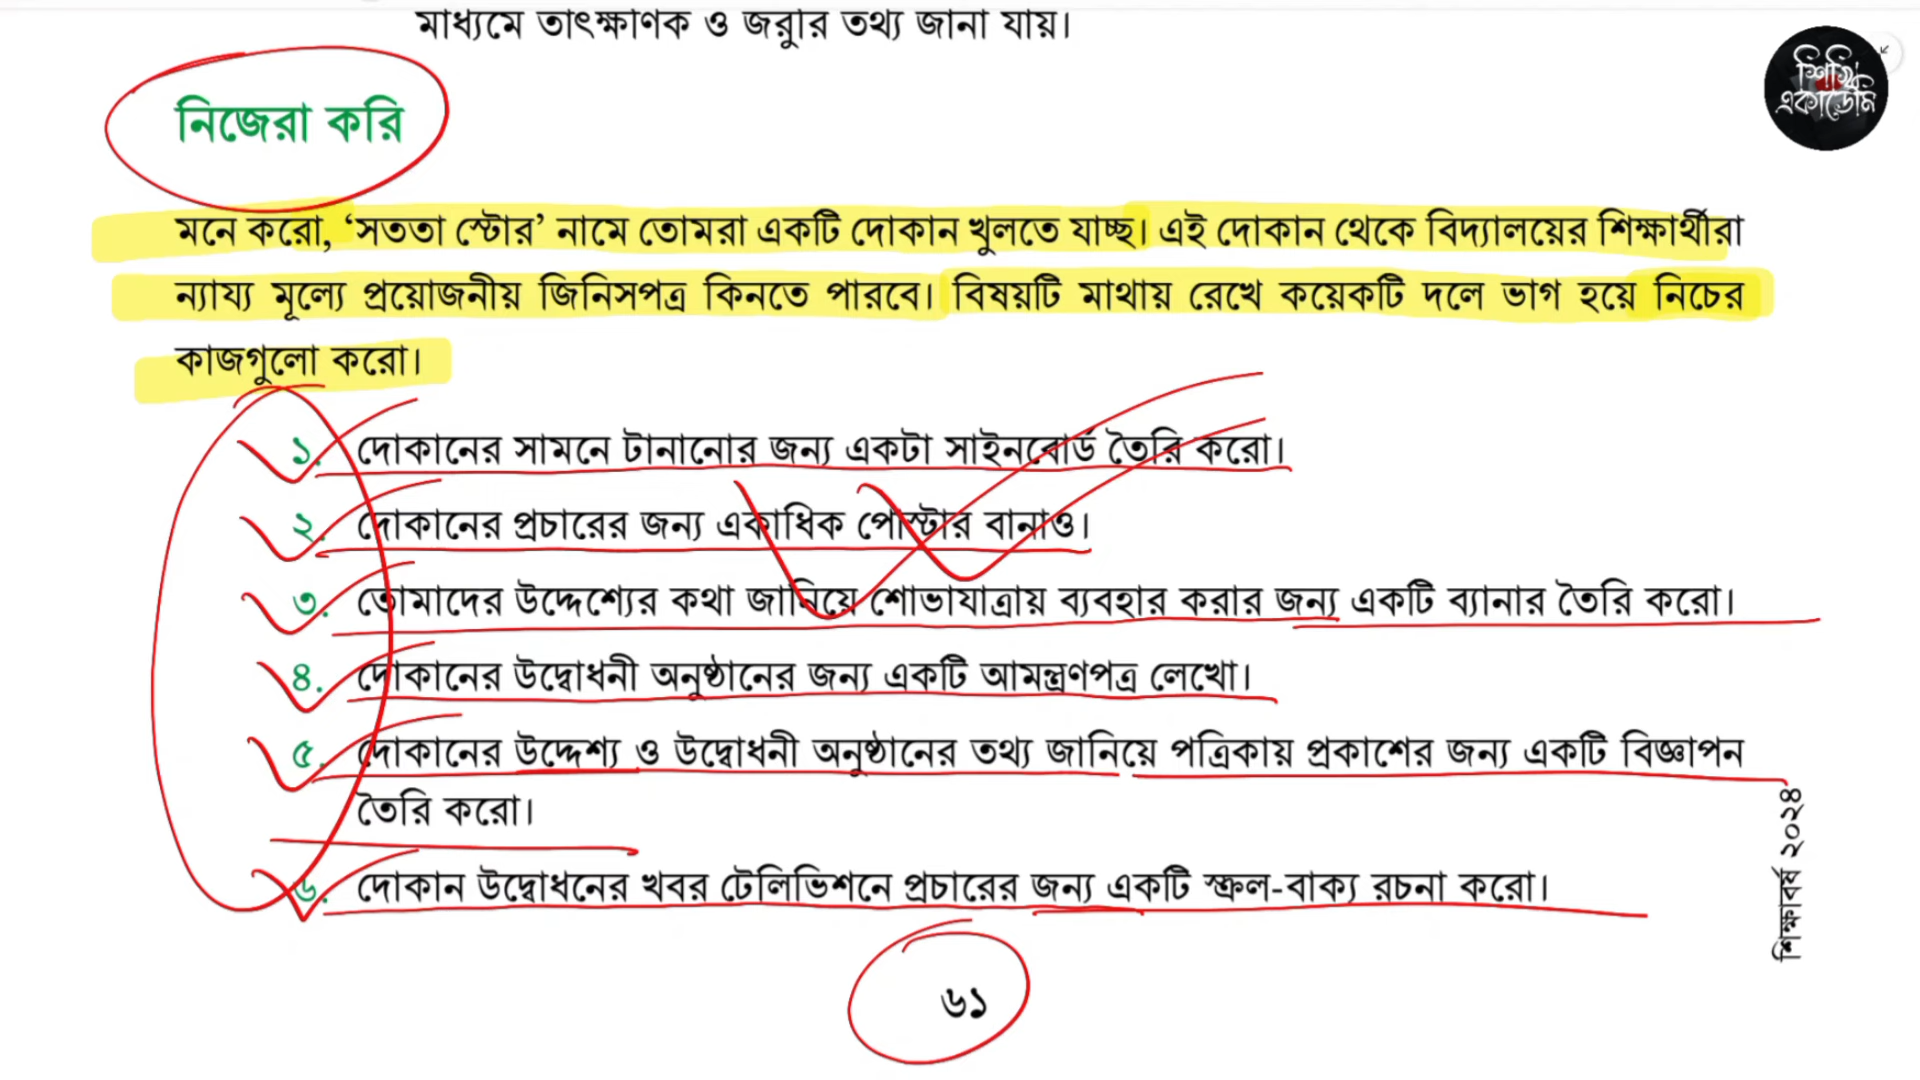 মাধ্যমে তাৎক্ষণিক ও জরুরি তথ্য জানা যায়।
শিখি একাডেমি
নিজেরা করি
মনে করো, ‘সততা স্টোর’ নামে তোমরা একটি দোকান খুলতে যাচ্ছ। এই দোকান থেকে বিদ্যালয়ের শিক্ষার্থীরা
ন্যায্য মূল্যে প্রয়োজনীয় জিনিসপত্র কিনতে পারবে। বিষয়টি মাথায় রেখে কয়েকটি দলে ভাগ হয়ে নিচের
কাজগুলো করো।
১. দোকানের সামনে টানানোর জন্য একটা সাইনবোর্ড তৈরি করো।
২. দোকানের প্রচারের জন্য একাধিক পোস্টার বানাও।
৩. তোমাদের উদ্দেশ্যের কথা জানিয়ে শোভাযাত্রায় ব্যবহার করার জন্য একটি ব্যানার তৈরি করো।
৪. দোকানের উদ্বোধনী অনুষ্ঠানের জন্য একটি আমন্ত্রণপত্র লেখো।
৫. দোকানের উদ্দেশ্য ও উদ্বোধনী অনুষ্ঠানের তথ্য জানিয়ে পত্রিকায় প্রকাশের জন্য একটি বিজ্ঞাপন
তৈরি করো।
৬. দোকান উদ্বোধনের খবর টেলিভিশনে প্রচারের জন্য একটি স্ক্রল-বাক্য রচনা করো।
শিক্ষাবর্ষ ২০২৪
৬১